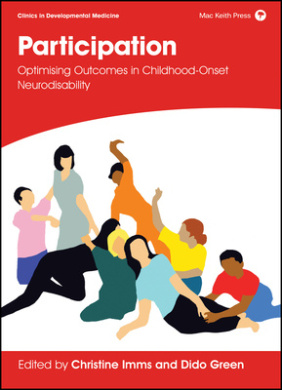 Clinics in Developmental Medicine
Mac Keith Press
Participation
Optimising Outcomes in Childhood-Onset
Neurodisability
Edited by Christine Imms and Dido Green